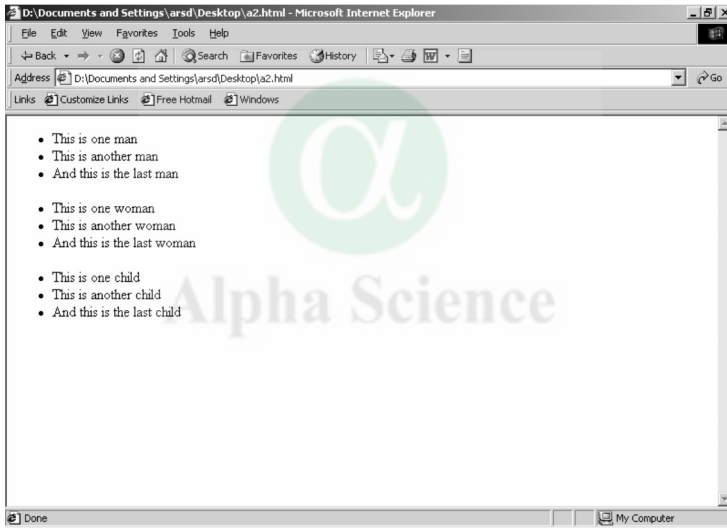 D:\Documents and Settings\arsd\Desktop\a2.html - Microsoft Internet Explorer
File Edit View Favorites Tools Help
Back Search Favorites History
Address D:\Documents and Settings\arsd\Desktop\a2.html Go
Links Customize Links Free Hotmail Windows
• This is one man
• This is another man
• And this is the last man
• This is one woman
• This is another woman
• And this is the last woman
• This is one child
• This is another child
• And this is the last child
α
Alpha Science
Done My Computer